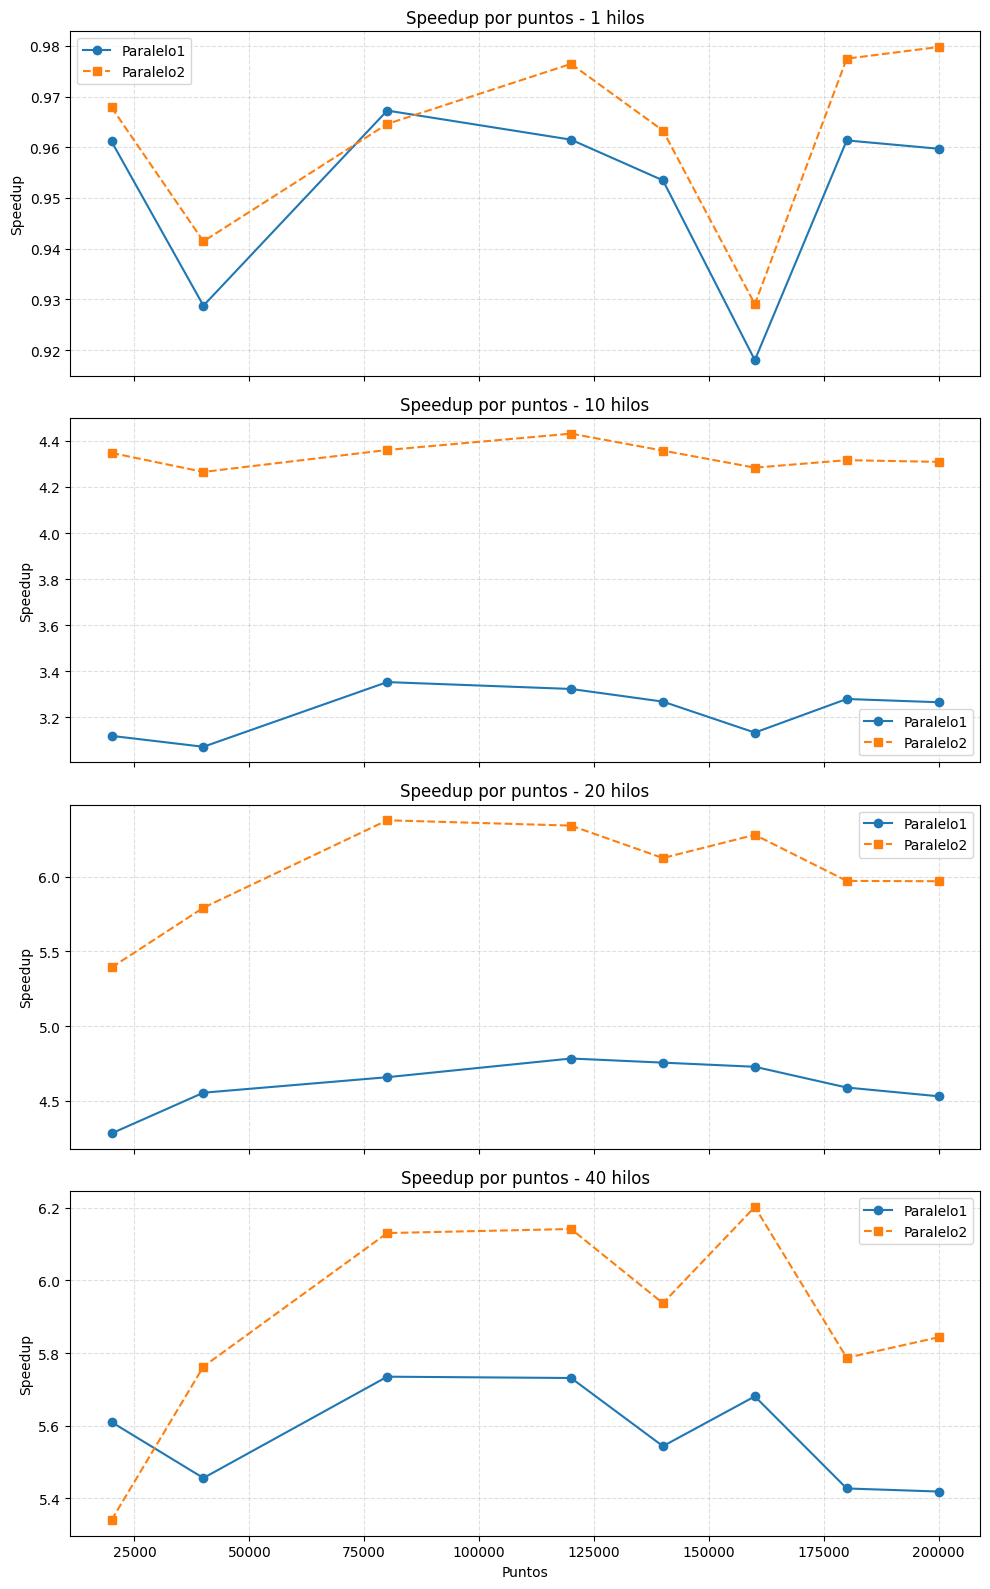 Speedup por puntos - 1 hilos
Paralelo1
Paralelo2
Speedup
0.98
0.97
0.96
0.95
0.94
0.93
0.92
Speedup por puntos - 10 hilos
4.4
4.2
4.0
3.8
3.6
3.4
3.2
Speedup
Paralelo1
Paralelo2
Speedup por puntos - 20 hilos
Paralelo1
Paralelo2
6.0
5.5
5.0
4.5
Speedup
Speedup por puntos - 40 hilos
Paralelo1
Paralelo2
6.2
6.0
5.8
5.6
5.4
Speedup
25000 50000 75000 100000 125000 150000 175000 200000
Puntos